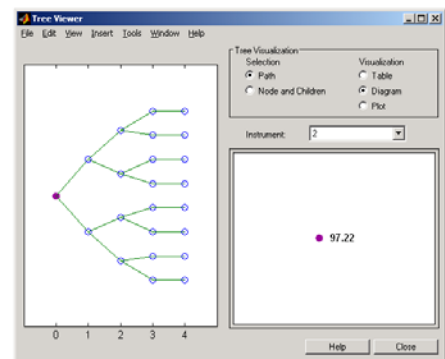 Tree Viewer
File Edit View Insert Tools Window Help
Tree Visualization
Selection Visualization
Path Table
Node and Children Diagram
Plot
Instrument: 2
97.22
0 1 2 3 4
Help Close